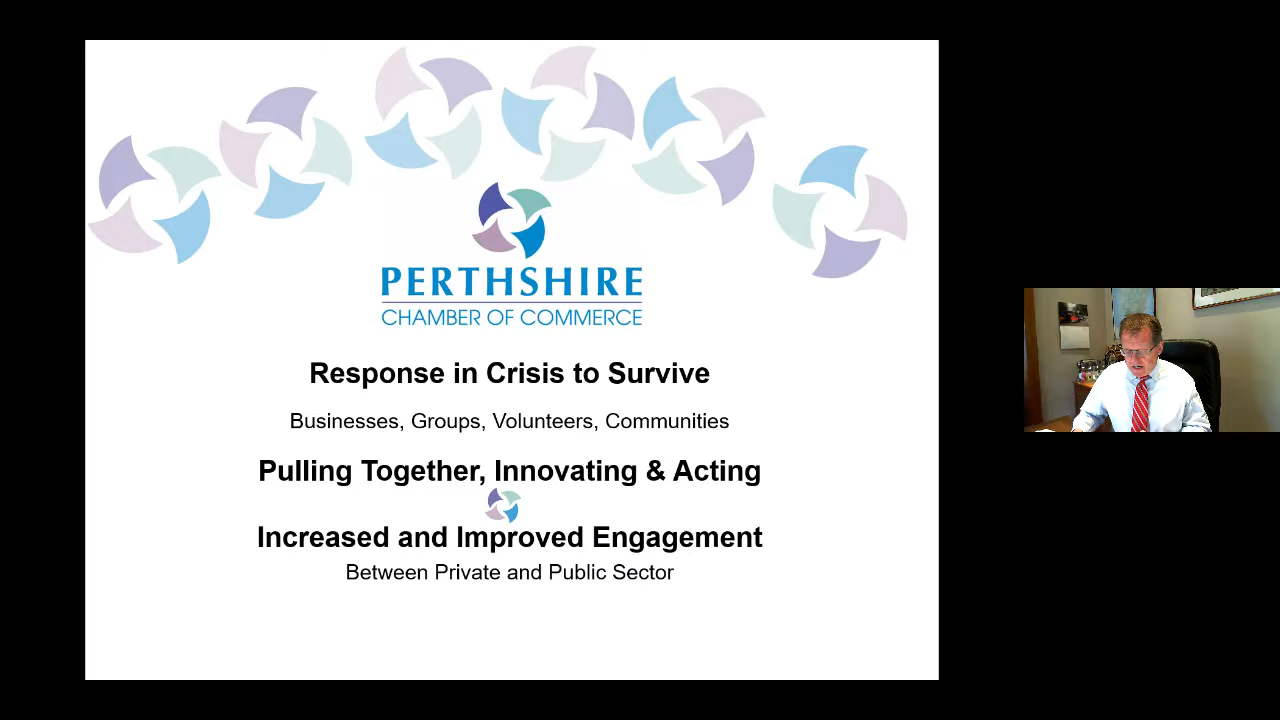 PERTHSHIRE
CHAMBER OF COMMERCE
Response in Crisis to Survive
Businesses, Groups, Volunteers, Communities
Pulling Together, Innovating & Acting
Increased and Improved Engagement
Between Private and Public Sector